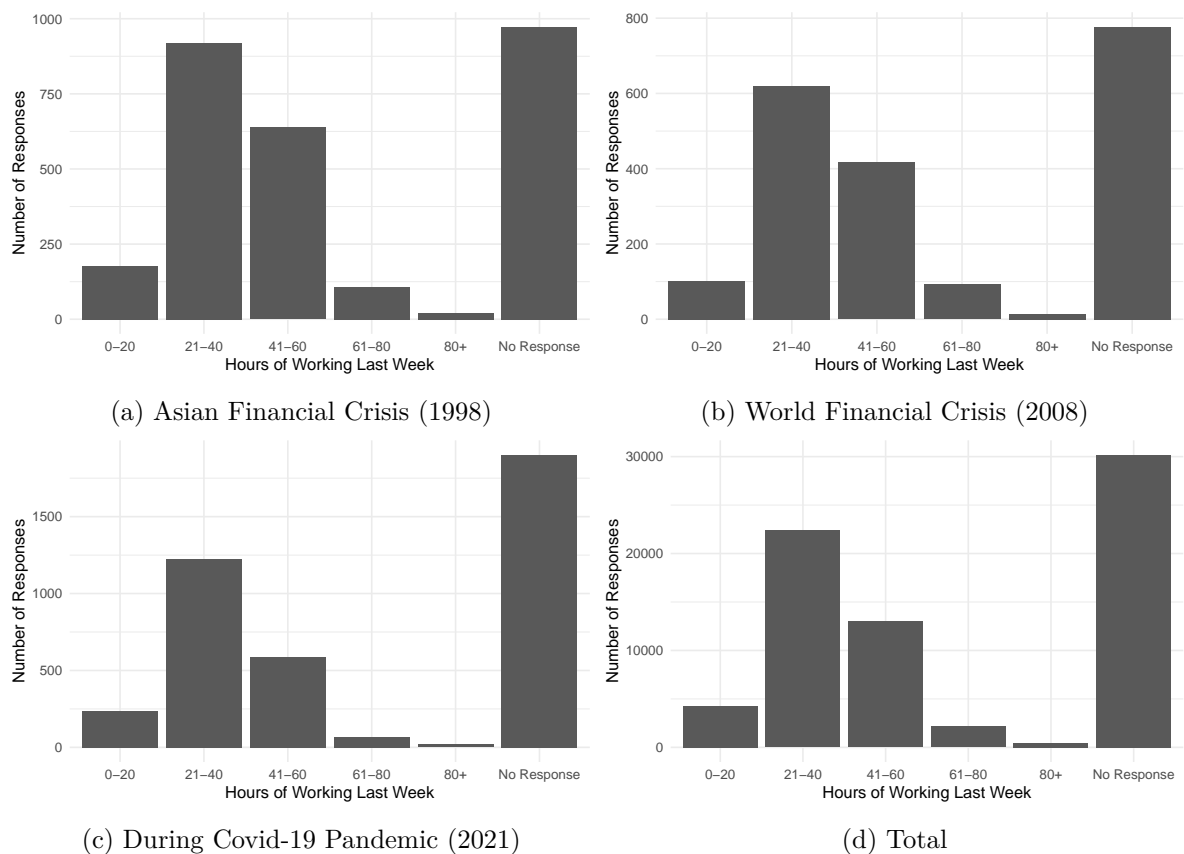 Number of Responses
1000
750
500
250
0
0–20 21–40 41–60 61–80 80+ No Response
Hours of Working Last Week
(a) Asian Financial Crisis (1998)
Number of Responses
800
600
400
200
0
0–20 21–40 41–60 61–80 80+ No Response
Hours of Working Last Week
(b) World Financial Crisis (2008)
Number of Responses
1500
1000
500
0
0–20 21–40 41–60 61–80 80+ No Response
Hours of Working Last Week
(c) During Covid-19 Pandemic (2021)
Number of Responses
30000
20000
10000
0
0–20 21–40 41–60 61–80 80+ No Response
Hours of Working Last Week
(d) Total